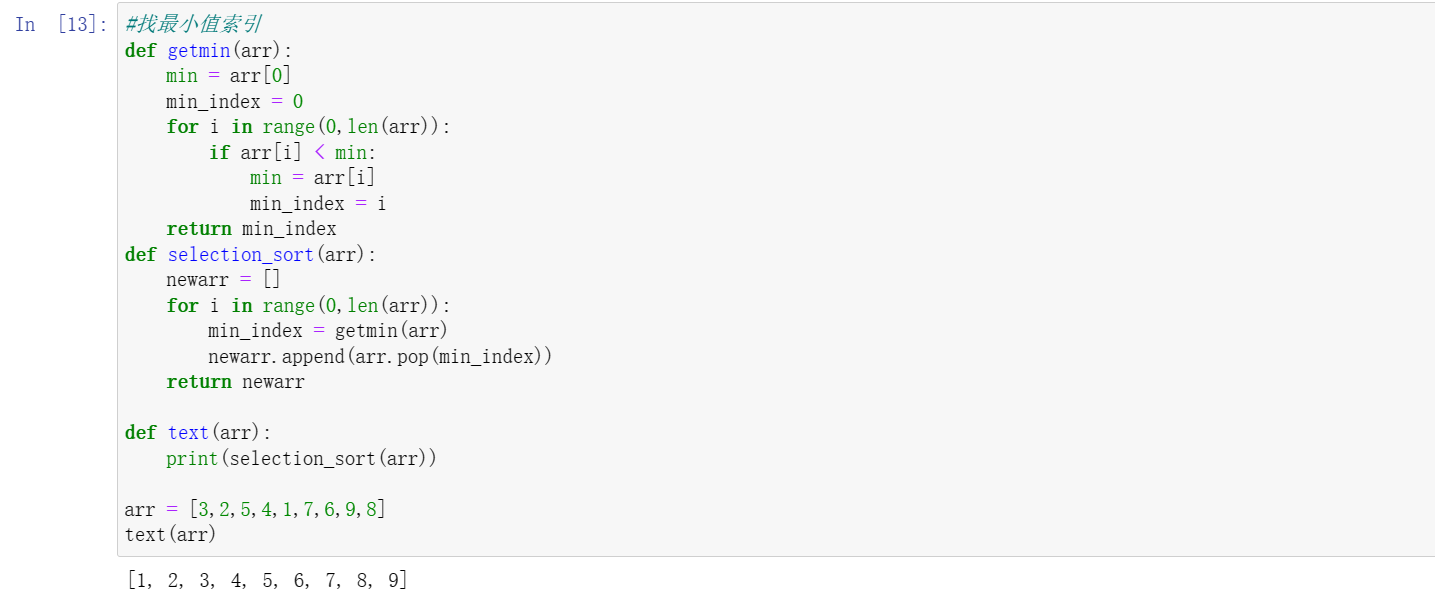 In [13]: #找最小值索引
def getmin(arr):
    min = arr[0]
    min_index = 0
    for i in range(0,len(arr)):
        if arr[i] < min:
            min = arr[i]
            min_index = i
    return min_index
def selection_sort(arr):
    newarr = []
    for i in range(0,len(arr)):
        min_index = getmin(arr)
        newarr.append(arr.pop(min_index))
    return newarr

def text(arr):
    print(selection_sort(arr))

arr = [3,2,5,4,1,7,6,9,8]
text(arr)
[1, 2, 3, 4, 5, 6, 7, 8, 9]